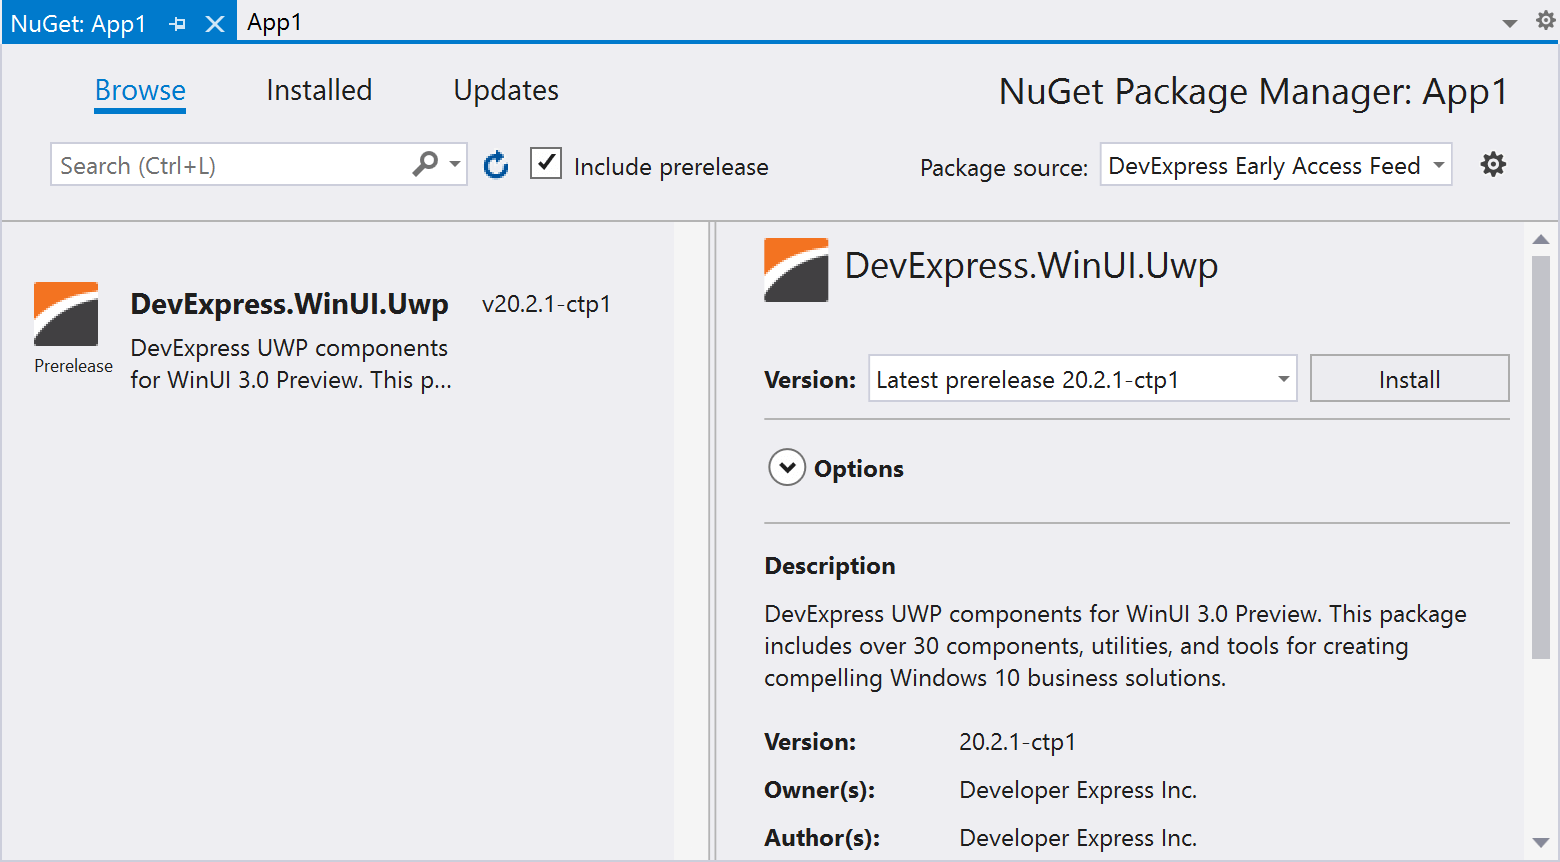 NuGet: App1
App1
Browse
Installed
Updates
NuGet Package Manager: App1
Search (Ctrl+L)
Include prerelease
Package source:
DevExpress Early Access Feed
DevExpress.WinUI.Uwp
v20.2.1-ctp1
Prerelease
DevExpress UWP components
for WinUI 3.0 Preview. This p...
DevExpress.WinUI.Uwp
Version:
Latest prerelease 20.2.1-ctp1
Install
Options
Description
DevExpress UWP components for WinUI 3.0 Preview. This package
includes over 30 components, utilities, and tools for creating
compelling Windows 10 business solutions.
Version:
20.2.1-ctp1
Owner(s):
Developer Express Inc.
Author(s):
Developer Express Inc.